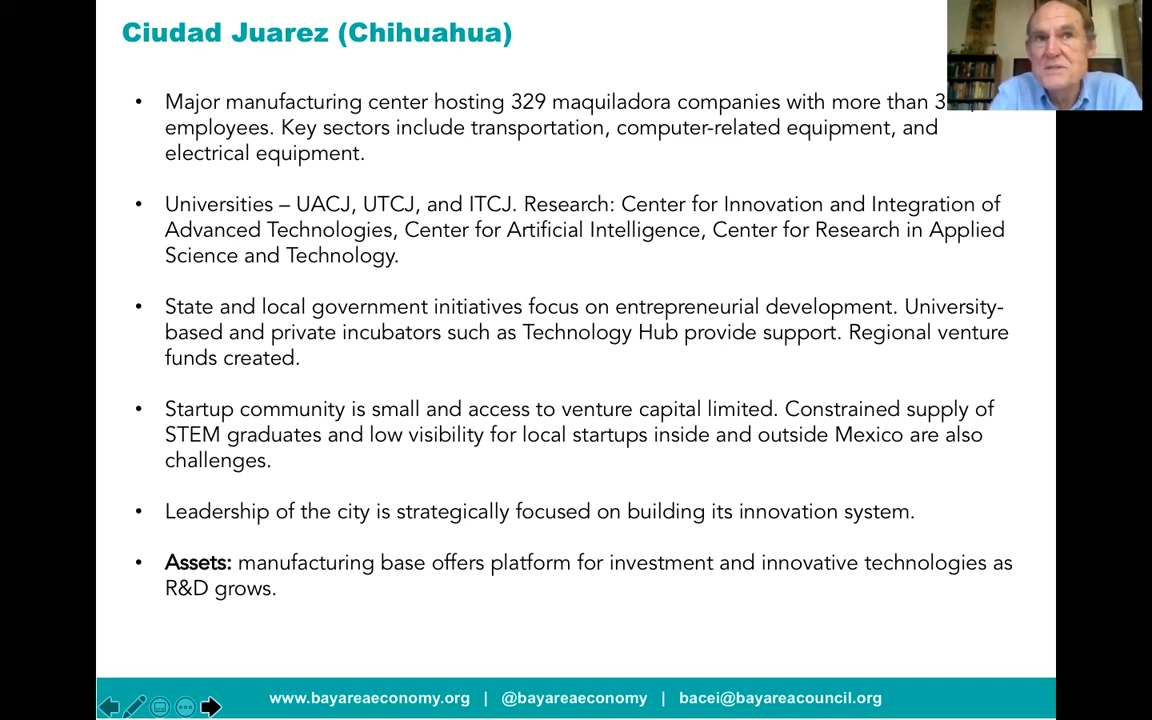 Ciudad Juarez (Chihuahua)
• Major manufacturing center hosting 329 maquiladora companies with more than
employees. Key sectors include transportation, computer-related equipment, and
electrical equipment.
• Universities – UACJ, UTCJ, and ITCJ. Research: Center for Innovation and Integration of
Advanced Technologies, Center for Artificial Intelligence, Center for Research in Applied
Science and Technology.
• State and local government initiatives focus on entrepreneurial development. University-
based and private incubators such as Technology Hub provide support. Regional venture
funds created.
• Startup community is small and access to venture capital limited. Constrained supply of
STEM graduates and low visibility for local startups inside and outside Mexico are also
challenges.
• Leadership of the city is strategically focused on building its innovation system.
• Assets: manufacturing base offers platform for investment and innovative technologies as
R&D grows.
www.bayareaeconomy.org | @bayareaeconomy | bacei@bayareacouncil.org